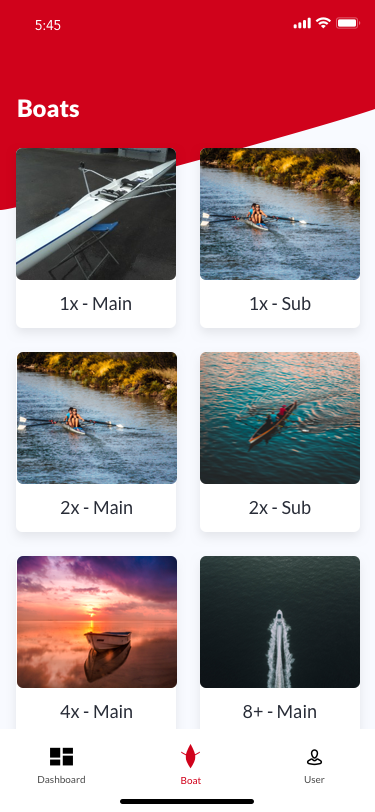 5:45
Boats
1x - Main
1x - Sub
2x - Main
2x - Sub
4x - Main
8+ - Main
Dashboard
Boat
User